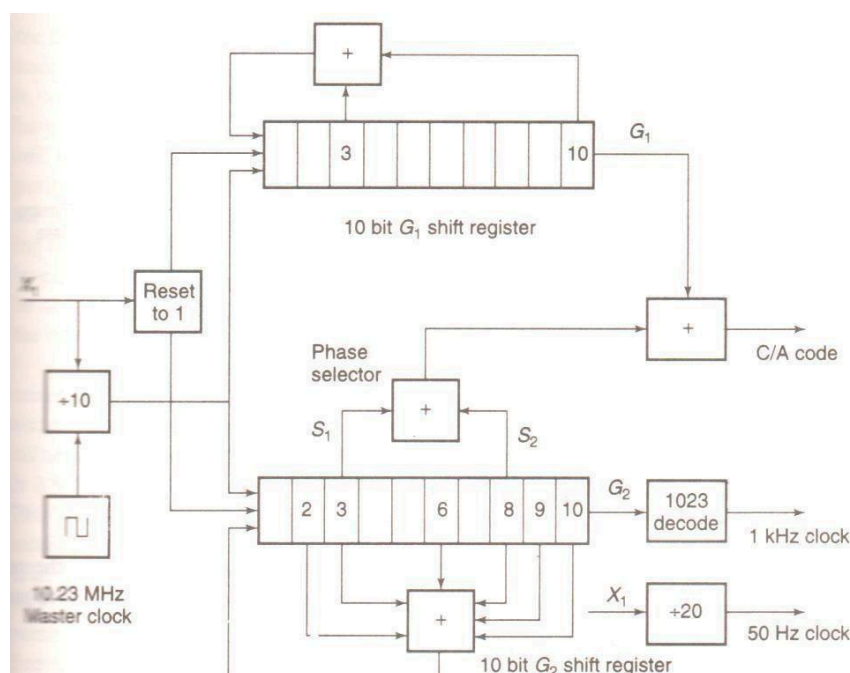 +
3
10
G1
10 bit G1 shift register
X1
Reset
to 1
+
C/A code
Phase
selector
÷10
+
S1
S2
2
3
6
8
9
10
G2
1023
decode
1 kHz clock
10.23 MHz
Master clock
+
X1
÷20
50 Hz clock
10 bit G2 shift register